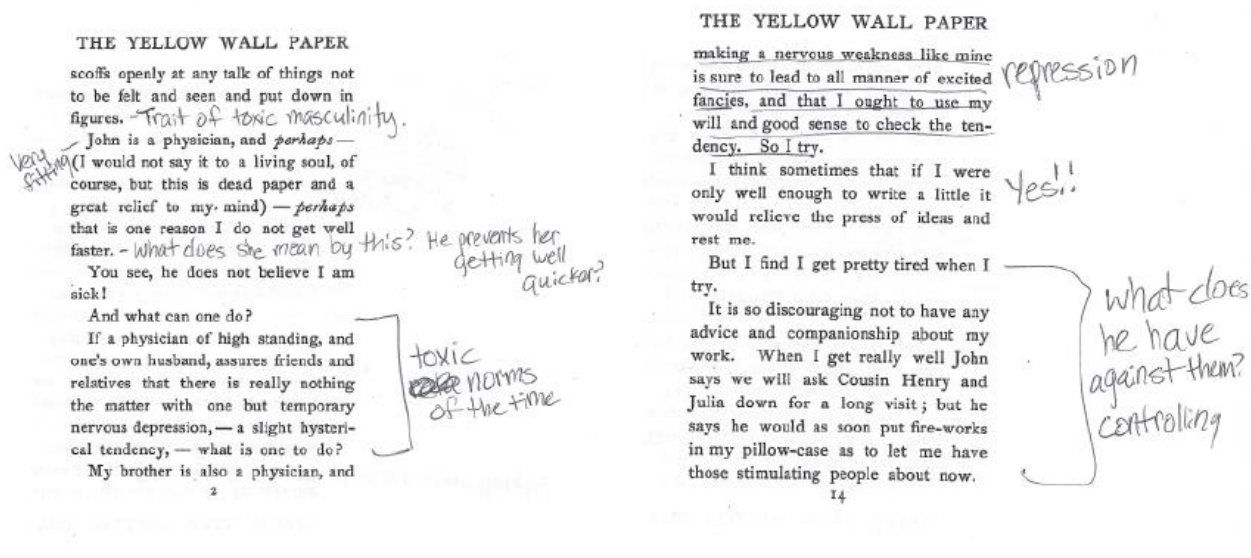 THE YELLOW WALL PAPER
scoffs openly at any talk of things not
to be felt and seen and put down in
figures. - Trait of toxic masculinity.
John is a physician, and perhaps —
very
fitting
(I would not say it to a living soul, of
course, but this is dead paper and a
great relief to my mind) — perhaps
that is one reason I do not get well
faster. - What does she mean by this? He prevents her
getting well
quicker?
You see, he does not believe I am
sick!
And what can one do?
If a physician of high standing, and
one's own husband, assures friends and
relatives that there is really nothing
the matter with one but temporary
nervous depression, — a slight hysteri-
cal tendency, — what is one to do?
My brother is also a physician, and
2
toxic
norms
of the time
THE YELLOW WALL PAPER
making a nervous weakness like mine
is sure to lead to all manner of excited
fancies, and that I ought to use my
will and good sense to check the ten-
dency. So I try.
repression
I think sometimes that if I were
only well enough to write a little it
would relieve the press of ideas and
rest me.
Yes!!
But I find I get pretty tired when I
try.
It is so discouraging not to have any
advice and companionship about my
work. When I get really well John
says we will ask Cousin Henry and
Julia down for a long visit; but he
says he would as soon put fire-works
in my pillow-case as to let me have
those stimulating people about now.
14
what does
he have
against them?
controlling